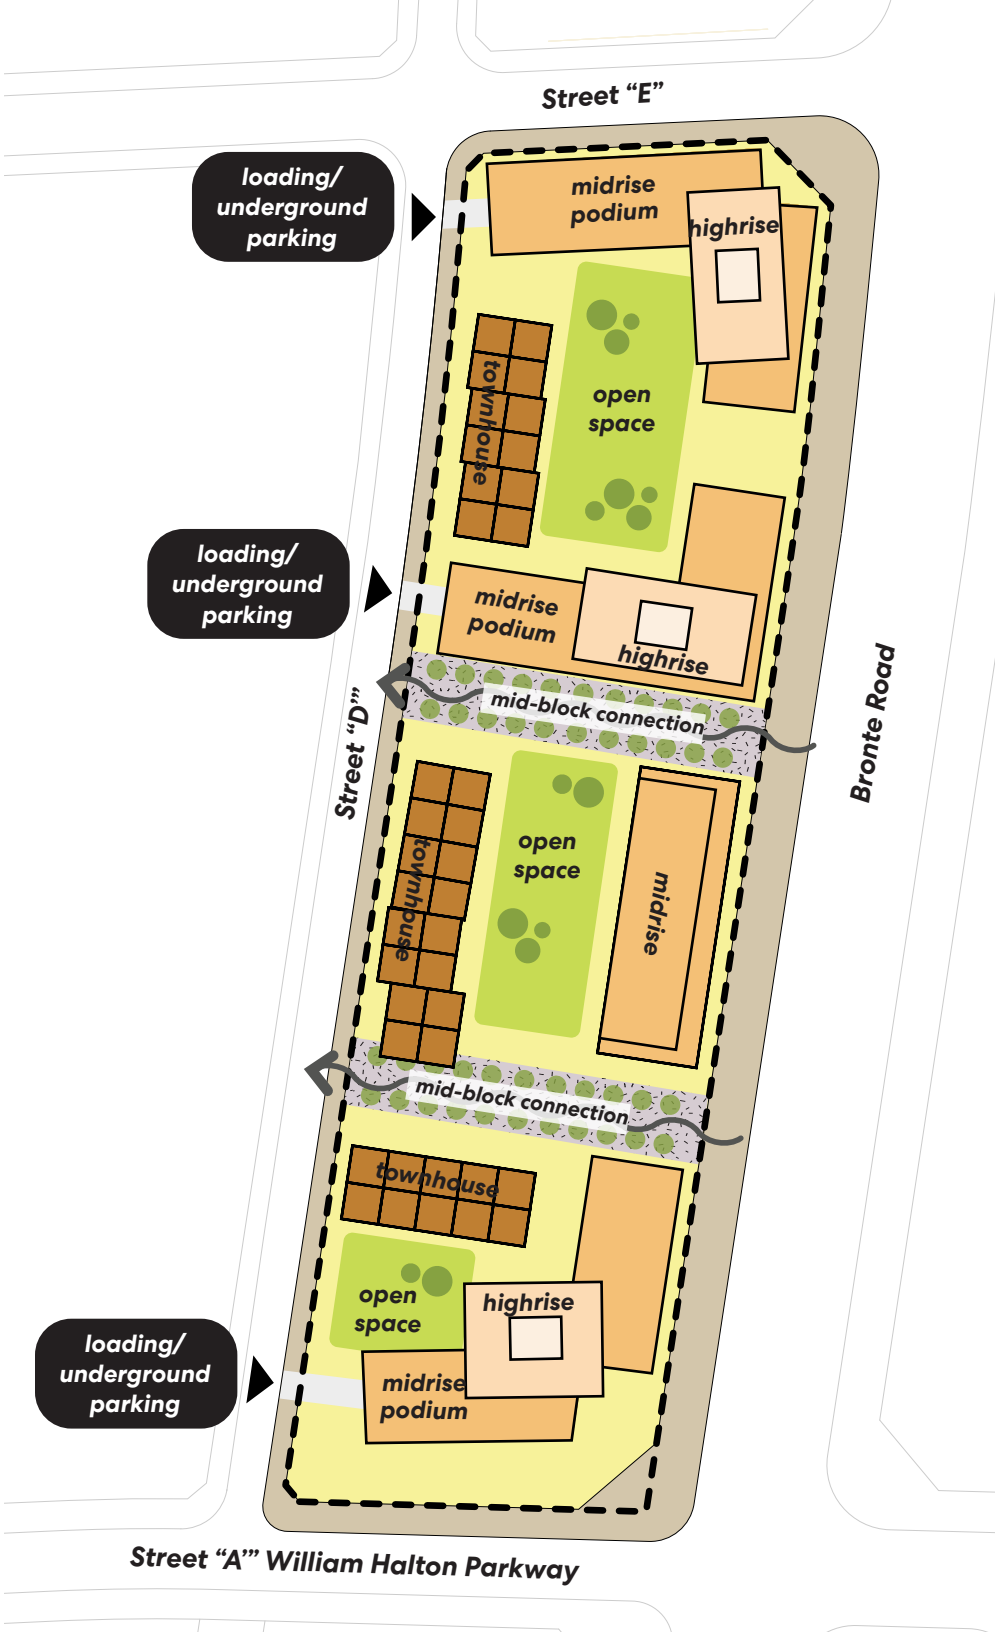 Street “E”
loading/
underground
parking
midrise
podium
highrise
townhouse
open
space
loading/
underground
parking
midrise
podium
highrise
mid-block connection
Street “D’”
Bronte Road
townhouse
open
space
midrise
mid-block connection
townhouse
open
space
highrise
loading/
underground
parking
midrise
podium
Street “A’” William Halton Parkway